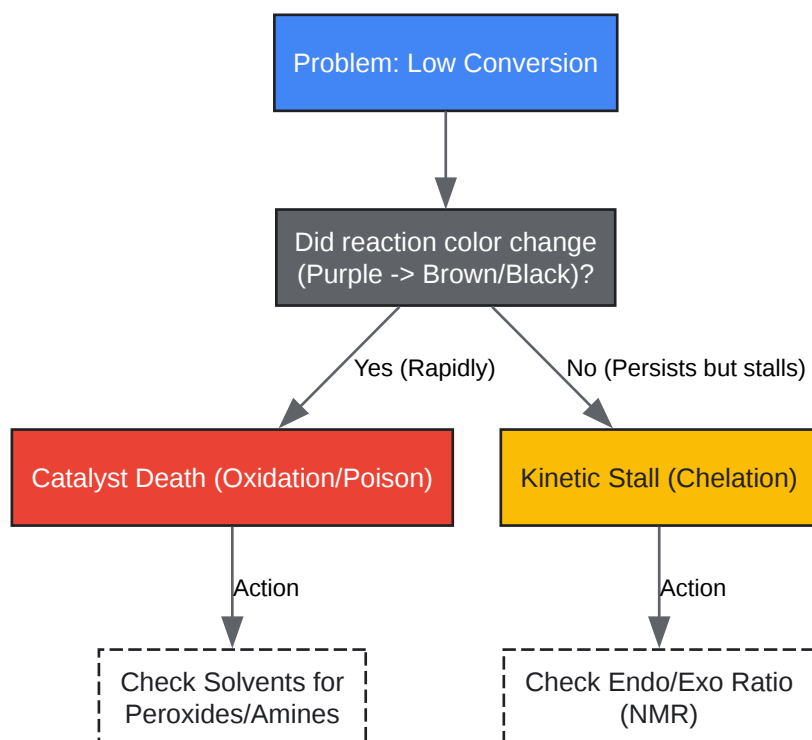 Problem: Low Conversion
Did reaction color change
(Purple -> Brown/Black)?
Yes (Rapidly)
No (Persists but stalls)
Catalyst Death (Oxidation/Poison)
Kinetic Stall (Chelation)
Action
Action
Check Solvents for
Peroxides/Amines
Check Endo/Exo Ratio
(NMR)